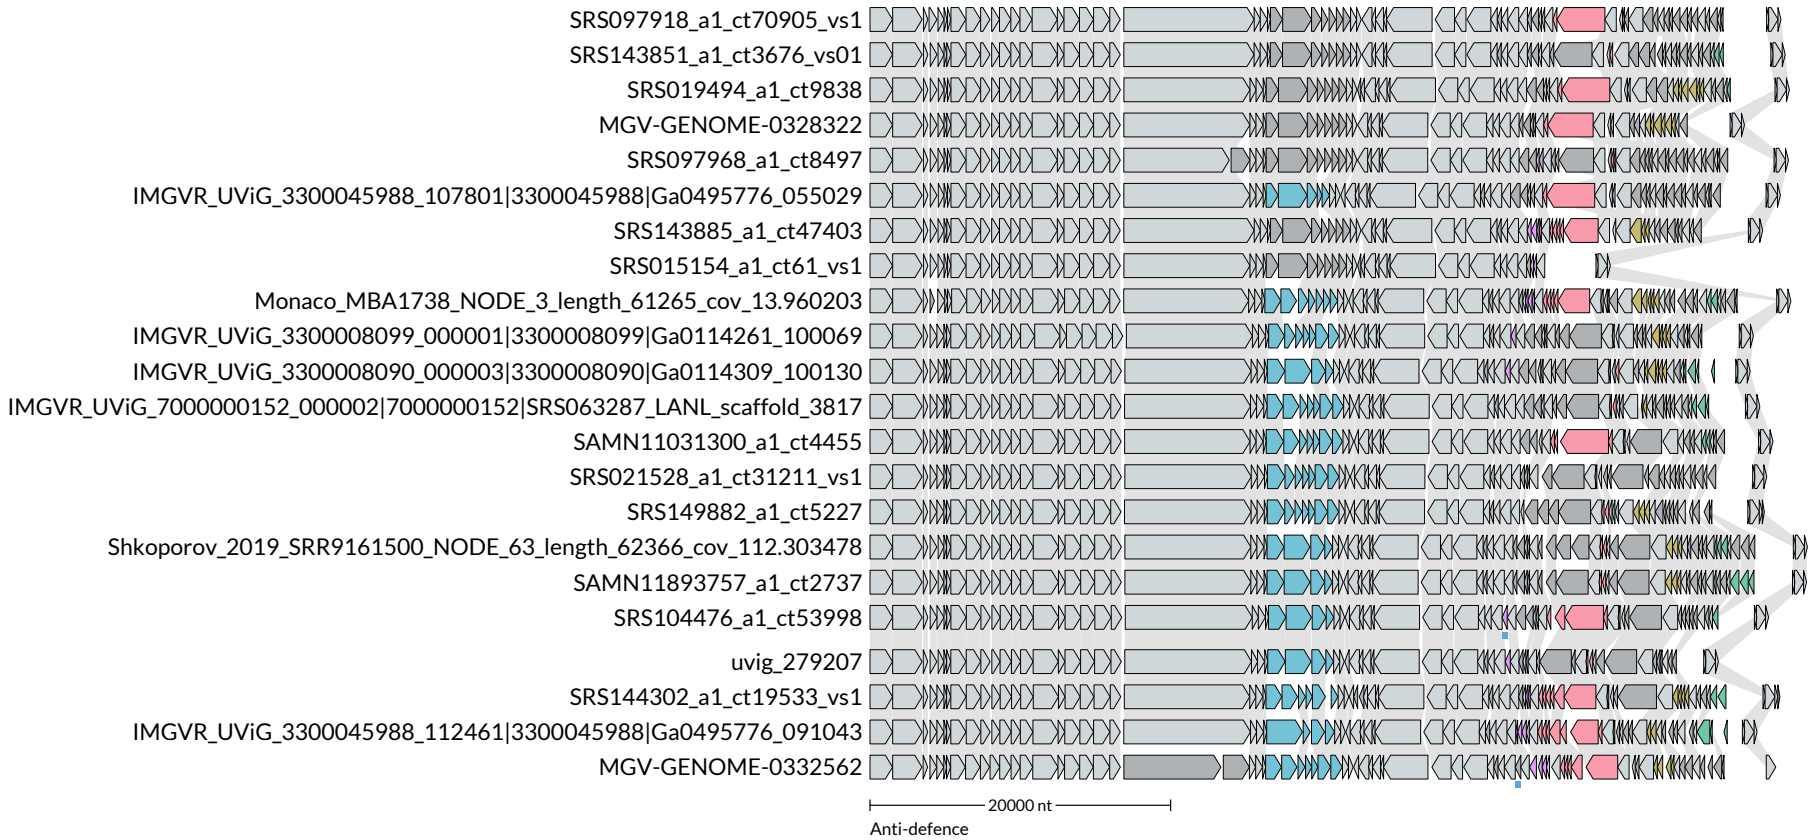 SRS097918_a1_ct70905_vs1
SRS143851_a1_ct3676_vs01
SRS019494_a1_ct9838
MGV-GENOME-0328322
SRS097968_a1_ct8497
IMGVR_UViG_3300045988_107801|3300045988|Ga0495776_055029
SRS143885_a1_ct47403
SRS015154_a1_ct61_vs1
Monaco_MBA1738_NODE_3_length_61265_cov_13.960203
IMGVR_UViG_3300008099_000001|3300008099|Ga0114261_100069
IMGVR_UViG_3300008090_000003|3300008090|Ga0114309_100130
IMGVR_UViG_7000000152_000002|7000000152|SRS063287_LANL_scaffold_3817
SAMN11031300_a1_ct4455
SRS021528_a1_ct31211_vs1
SRS149882_a1_ct5227
Shkoporov_2019_SRR9161500_NODE_63_length_62366_cov_112.303478
SAMN11893757_a1_ct2737
SRS104476_a1_ct53998
uvig_279207
SRS144302_a1_ct19533_vs1
IMGVR_UViG_3300045988_112461|3300045988|Ga0495776_091043
MGV-GENOME-0332562
20000 nt
Anti-defence